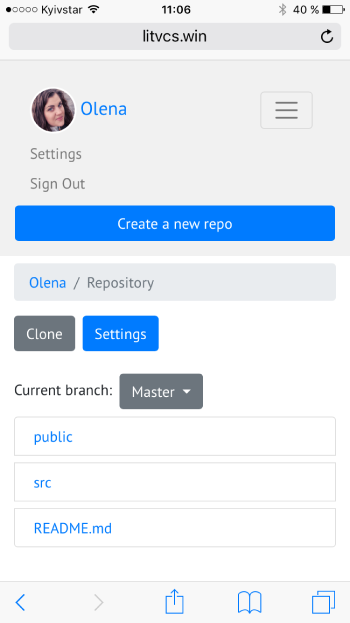 Kyivstar 11:06 40 %
litvcs.win
Olena
Settings
Sign Out
Create a new repo
Olena / Repository
Clone Settings
Current branch: Master
public
src
README.md